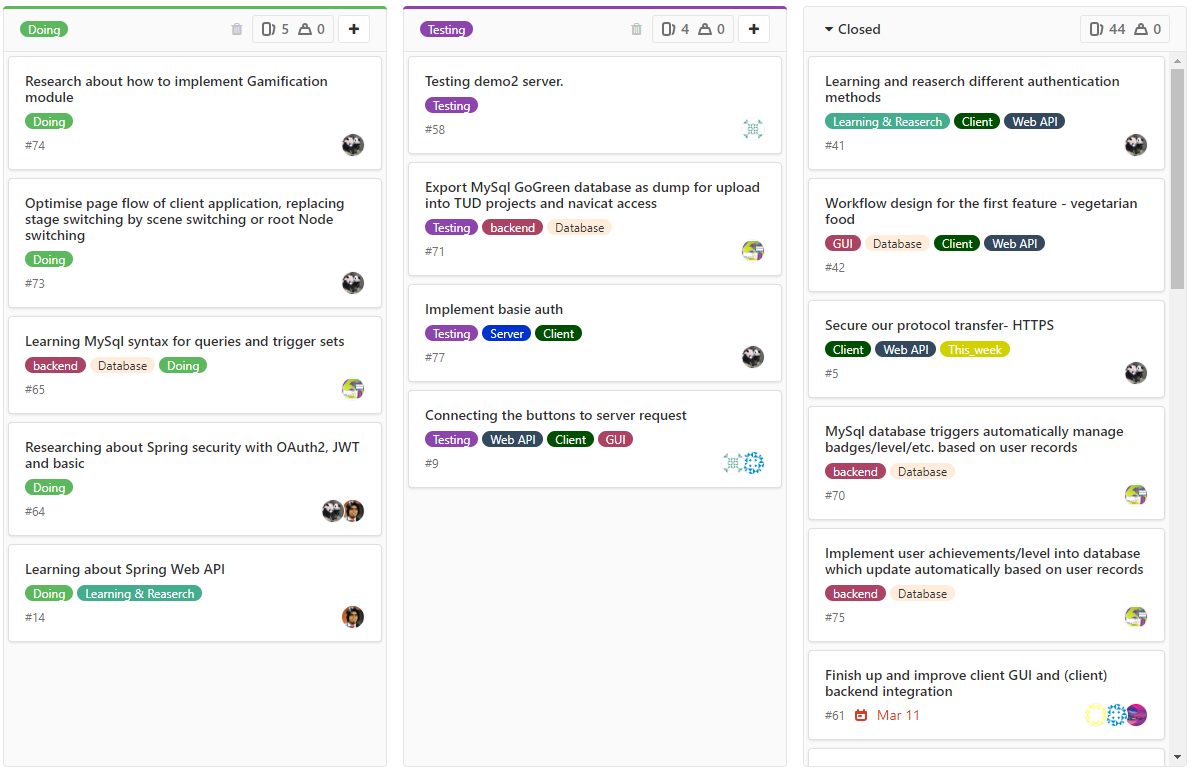 Doing 5 0
Research about how to implement Gamification
module
Doing
#74
Optimise page flow of client application, replacing
stage switching by scene switching or root Node
switching
Doing
#73
Learning MySql syntax for queries and trigger sets
backend Database Doing
#65
Researching about Spring security with OAuth2, JWT
and basic
Doing
#64
Learning about Spring Web API
Doing Learning & Reaserch
#14
Testing 4 0
Testing demo2 server.
Testing
#58
Export MySql GoGreen database as dump for upload
into TUD projects and navicat access
Testing backend Database
#71
Implement basie auth
Testing Server Client
#77
Connecting the buttons to server request
Testing Web API Client GUI
#9
Closed 44 0
Learning and reaserch different authentication
methods
Learning & Reaserch Client Web API
#41
Workflow design for the first feature - vegetarian
food
GUI Database Client Web API
#42
Secure our protocol transfer- HTTPS
Client Web API This_week
#5
MySql database triggers automatically manage
badges/level/etc. based on user records
backend Database
#70
Implement user achievements/level into database
which update automatically based on user records
backend Database
#75
Finish up and improve client GUI and (client)
backend integration
#61 Mar 11